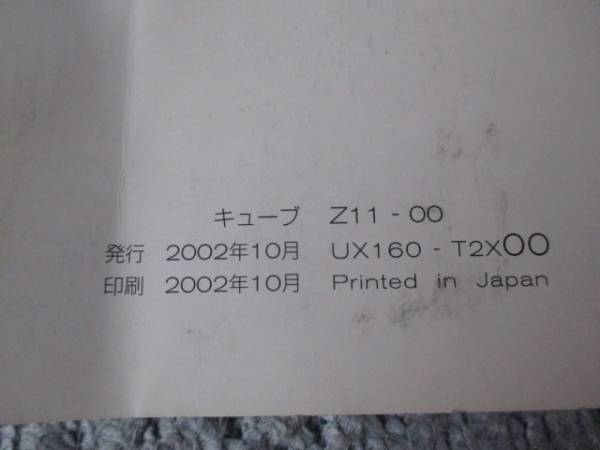 キューブ Z11 - 00
発行 2002年10月 UX160 - T2X00
印刷 2002年10月 Printed in Japan